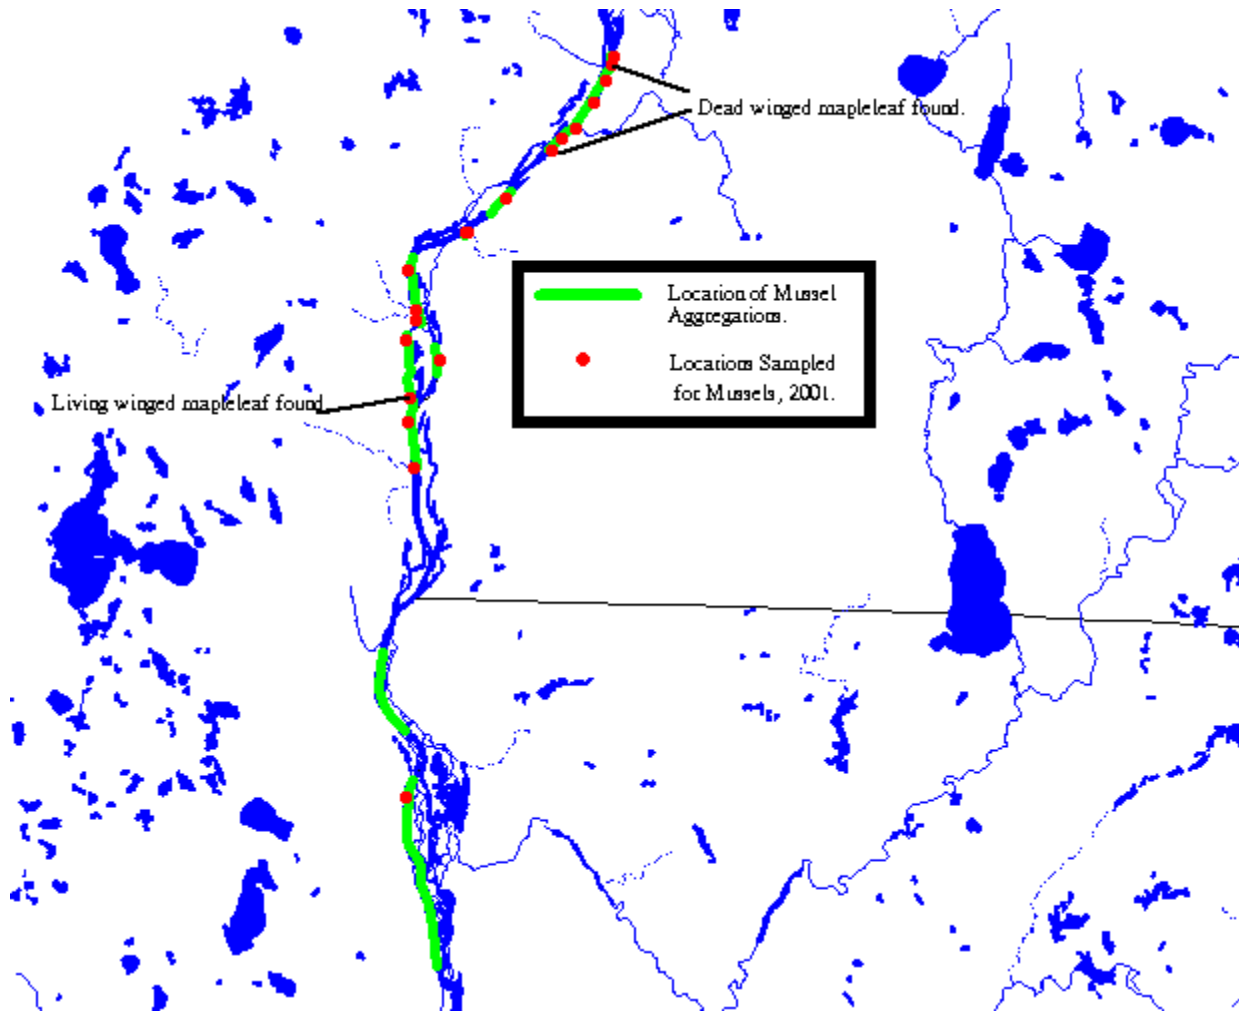 Dead winged mapleleaf found.
Location of Mussel
Aggregations.
Locations Sampled
for Mussels, 2001.
Living winged mapleleaf found